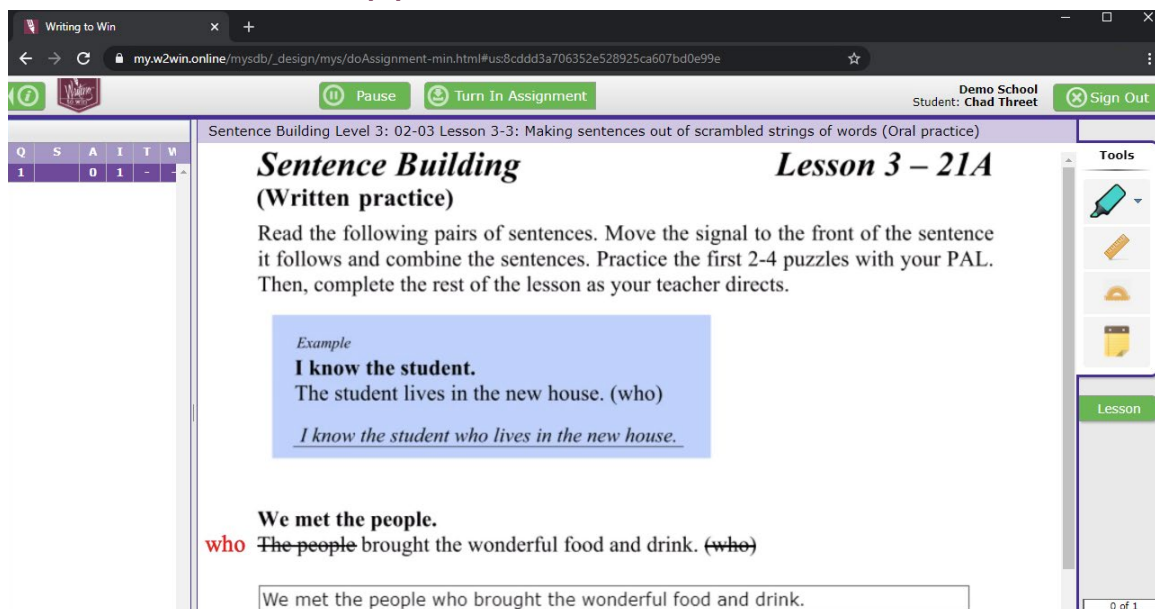 Writing to Win
my.w2win.online/mysdb/_design/mys/doAssignment-min.html#us:8cddd3a706352e528925ca607bd0e99e
Pause
Turn In Assignment
Demo School
Student: Chad Threet
Sign Out
Sentence Building Level 3: 02-03 Lesson 3-3: Making sentences out of scrambled strings of words (Oral practice)
Q S A I T W
1 0 1 - -
Tools
Sentence Building Lesson 3 – 21A
(Written practice)
Read the following pairs of sentences. Move the signal to the front of the sentence
it follows and combine the sentences. Practice the first 2-4 puzzles with your PAL.
Then, complete the rest of the lesson as your teacher directs.
Example
I know the student.
The student lives in the new house. (who)
I know the student who lives in the new house.
Lesson
We met the people.
who The people brought the wonderful food and drink. (who)
We met the people who brought the wonderful food and drink.
0 of 1